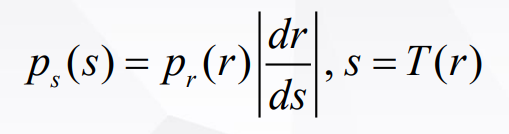 p_s(s) = p_r(r) |dr/ds|, s = T(r)